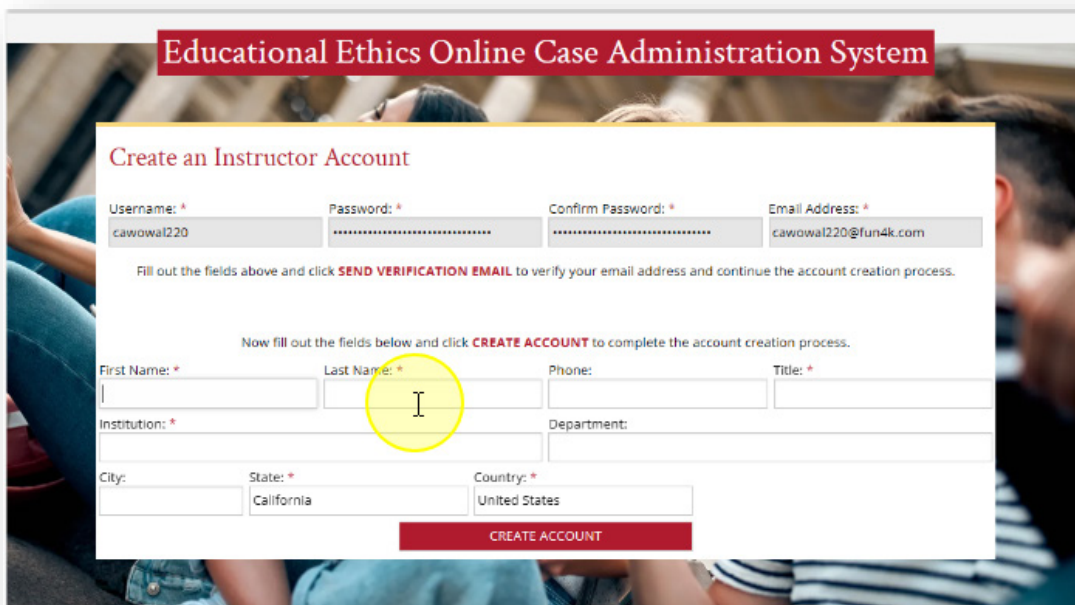 Educational Ethics Online Case Administration System
Create an Instructor Account
Username: * Password: * Confirm Password: * Email Address: *
cawowal220 •••••••••••••••••••••••••••••••• •••••••••••••••••••••••••••••••• cawowal220@fun4k.com
Fill out the fields above and click SEND VERIFICATION EMAIL to verify your email address and continue the account creation process.
Now fill out the fields below and click CREATE ACCOUNT to complete the account creation process.
First Name: * Last Name: * Phone: Title: *
Institution: * Department:
City: State: * Country: *
California United States
CREATE ACCOUNT